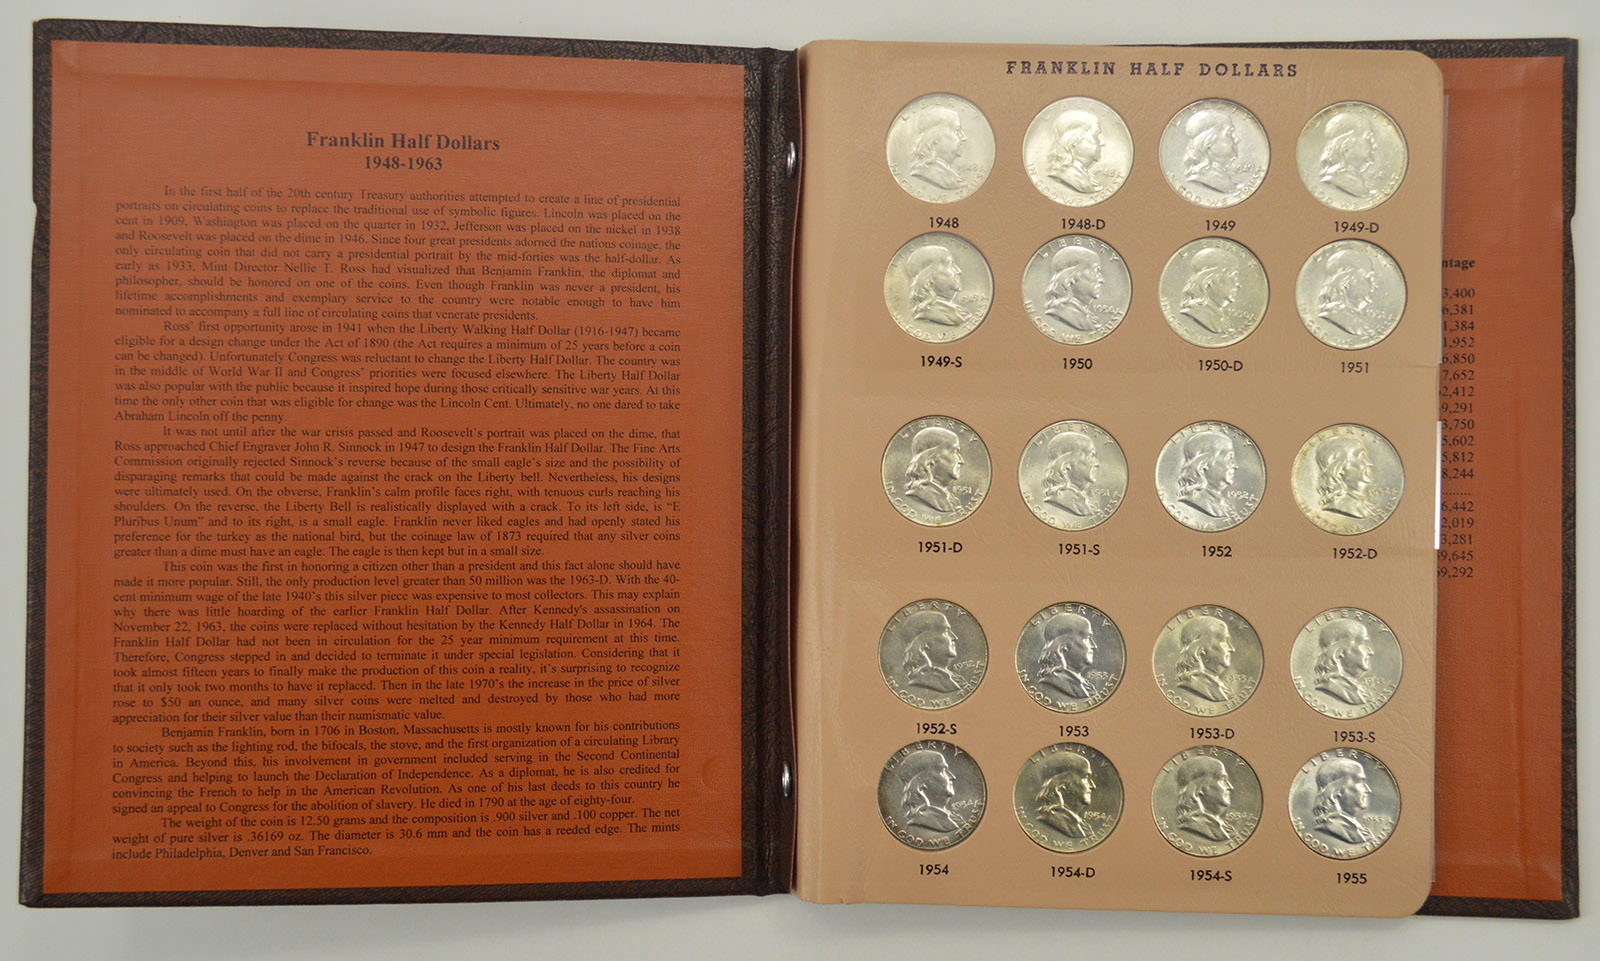 Franklin Half Dollars
1948-1963
In the first half of the 20th century Treasury authorities attempted to create a line of presidential
portraits on circulating coins to replace the traditional use of symbolic figures. Lincoln was placed on the
cent in 1909, Washington was placed on the quarter in 1932, Jefferson was placed on the nickel in 1938
and Roosevelt was placed on the dime in 1946. Since four great presidents adorned the nations coinage, the
only circulating coin that did not carry a presidential portrait by the mid-forties was the half-dollar. As
early as 1933, Mint Director Nellie T. Ross had visualized that Benjamin Franklin, the diplomat and
philosopher, should be honored on one of the coins. Even though Franklin was never a president, his
lifetime accomplishments and exemplary service to the country were notable enough to have him
nominated to accompany a full line of circulating coins that venerate presidents.
Ross' first opportunity arose in 1941 when the Liberty Walking Half Dollar (1916-1947) became
eligible for a design change under the Act of 1890 (the Act requires a minimum of 25 years before a coin
can be changed). Unfortunately Congress was reluctant to change the Liberty Half Dollar. The country was
in the middle of World War II and Congress' priorities were focused elsewhere. The Liberty Half Dollar
was also popular with the public because it inspired hope during those critically sensitive war years. At this
time the only other coin that was eligible for change was the Lincoln Cent. Ultimately, no one dared to take
Abraham Lincoln off the penny.
It was not until after the war crisis passed and Roosevelt's portrait was placed on the dime, that
Ross approached Chief Engraver John R. Sinnock in 1947 to design the Franklin Half Dollar. The Fine Arts
Commission originally rejected Sinnock's reverse because of the small eagle's size and the possibility of
disparaging remarks that could be made against the crack on the Liberty bell. Nevertheless, his designs
were ultimately used. On the obverse, Franklin's calm profile faces right, with tenuous curls reaching his
shoulders. On the reverse, the Liberty Bell is realistically displayed with a crack. To its left side, is "E
Pluribus Unum" and to its right, is a small eagle. Franklin never liked eagles and had openly stated his
preference for the turkey as the national bird, but the coinage law of 1873 required that any silver coins
greater than a dime must have an eagle. The eagle is then kept but in a small size.
This coin was the first in honoring a citizen other than a president and this fact alone should have
made it more popular. Still, the only production level greater than 50 million was the 1963-D. With the 40-
cent minimum wage of the late 1940's this silver piece was expensive to most collectors. This may explain
why there was little hoarding of the earlier Franklin Half Dollar. After Kennedy's assassination on
November 22, 1963, the coins were replaced without hesitation by the Kennedy Half Dollar in 1964. The
Franklin Half Dollar had not been in circulation for the 25 year minimum requirement at this time.
Therefore, Congress stepped in and decided to terminate it under special legislation. Considering that it
took almost fifteen years to finally make the production of this coin a reality, it's surprising to recognize
that it only took two months to have it replaced. Then in the late 1970's the increase in the price of silver
rose to $50 an ounce, and many silver coins were melted and destroyed by those who had more
appreciation for their silver value than their numismatic value.
Benjamin Franklin, born in 1706 in Boston, Massachusetts is mostly known for his contributions
to society such as the lighting rod, the bifocals, the stove, and the first organization of a circulating Library
in America. Beyond this, his involvement in government included serving in the Second Continental
Congress and helping to launch the Declaration of Independence. As a diplomat, he is also credited for
convincing the French to help in the American Revolution. As one of his last deeds to this country he
signed an appeal to Congress for the abolition of slavery. He died in 1790 at the age of eighty-four.
The weight of the coin is 12.50 grams and the composition is .900 silver and .100 copper. The net
weight of pure silver is .36169 oz. The diameter is 30.6 mm and the coin has a reeded edge. The mints
include Philadelphia, Denver and San Francisco.
FRANKLIN HALF DOLLARS
1948 1948-D 1949 1949-D
1949-S 1950 1950-D 1951
1951-D 1951-S 1952 1952-D
1952-S 1953 1953-D 1953-S
1954 1954-D 1954-S 1955
ntage
3,400
6,381
1,384
1,952
6,850
7,652
2,412
9,291
3,750
5,602
5,812
8,244
6,442
2,019
3,281
9,645
9,292